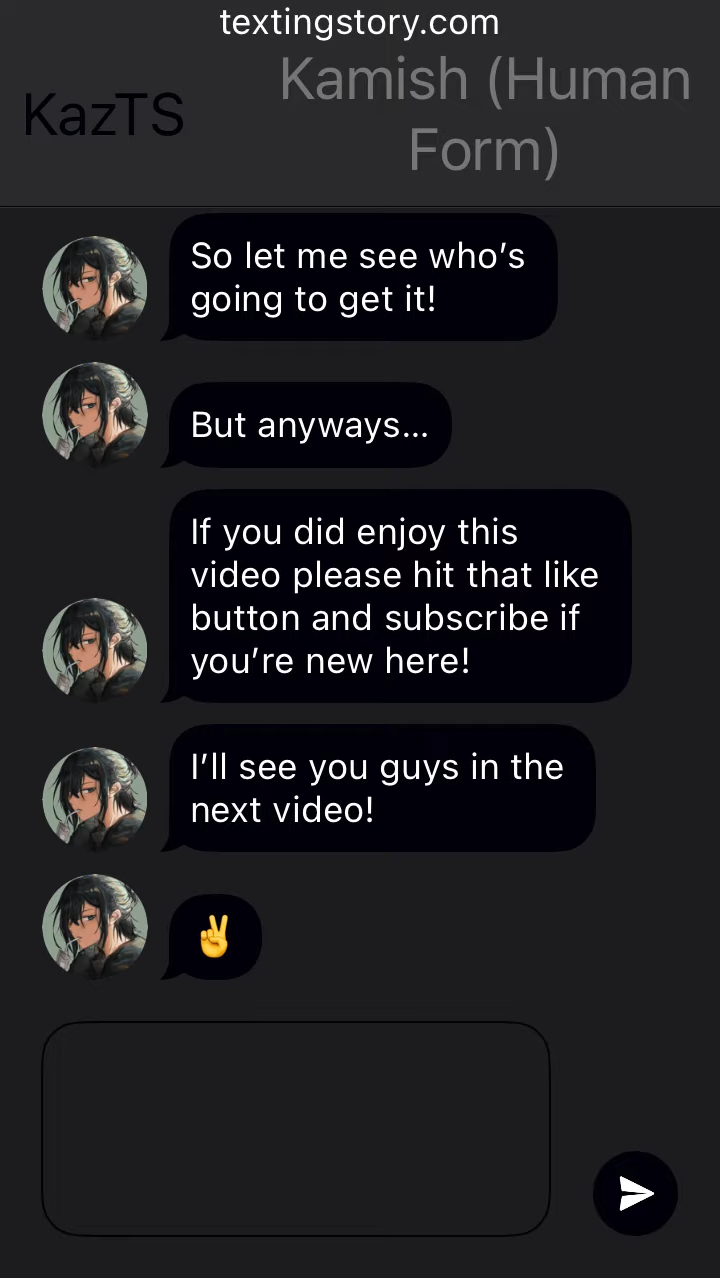 textingstory.com
KazTS
Kamish (Human
Form)
So let me see who’s
going to get it!
But anyways...
If you did enjoy this
video please hit that like
button and subscribe if
you’re new here!
I’ll see you guys in the
next video!
✌️